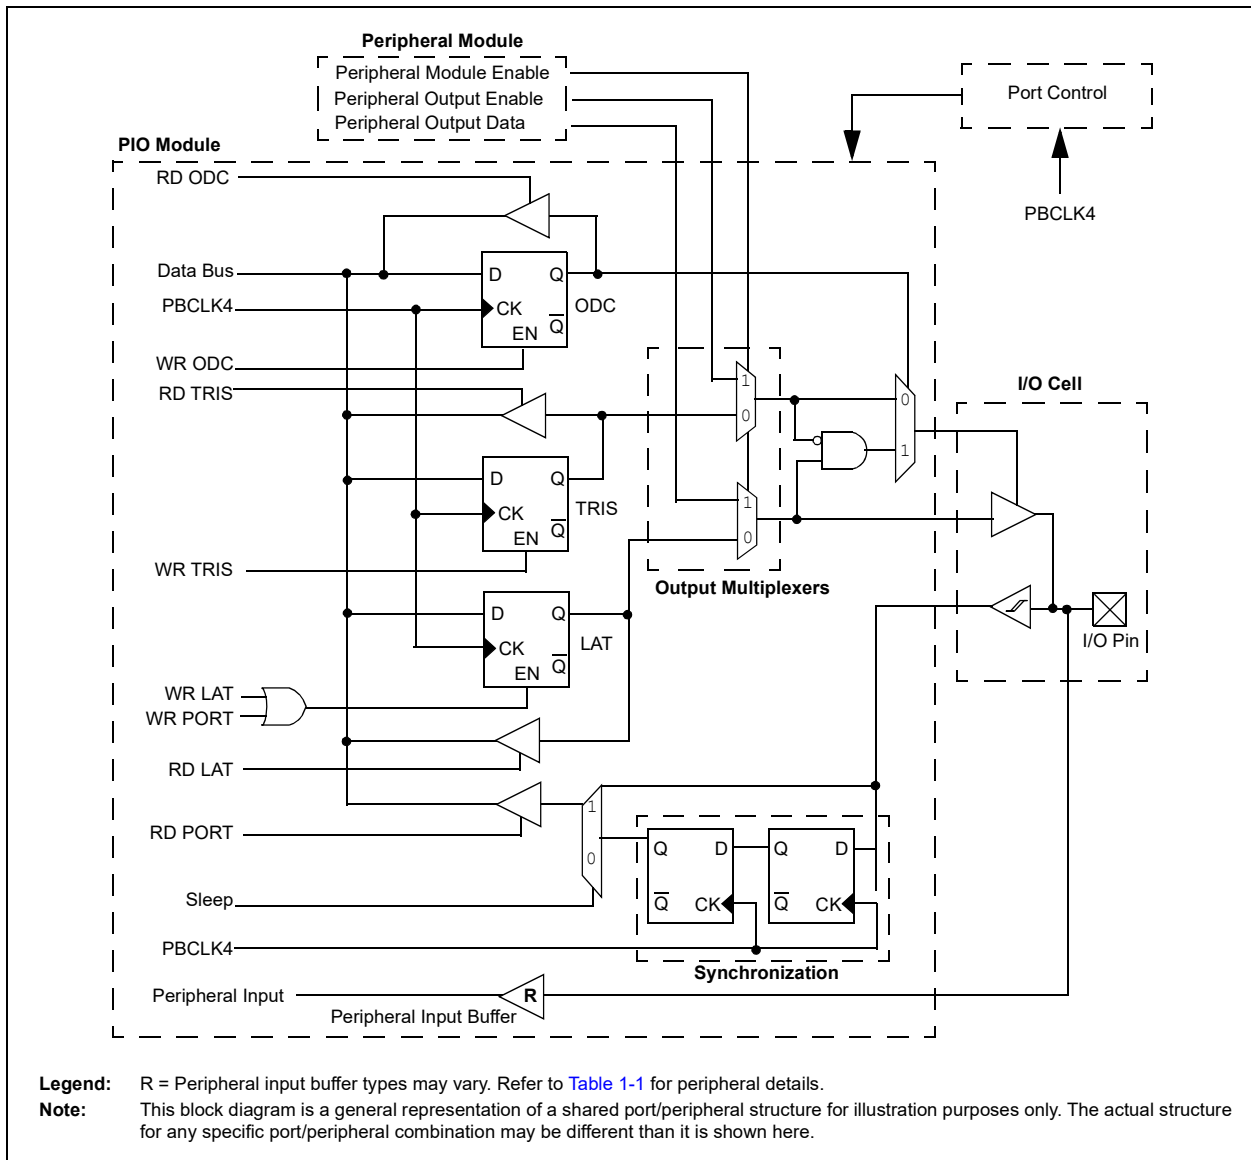 Peripheral Module
Peripheral Module Enable
Peripheral Output Enable
Peripheral Output Data
Port Control
PBCLK4
PIO Module
RD ODC
Data Bus
D
Q
PBCLK4
CK
ODC
EN
Q
WR ODC
RD TRIS
1
0
0
1
I/O Cell
D
Q
CK
TRIS
EN
Q
WR TRIS
1
0
Output Multiplexers
D
Q
CK
LAT
EN
Q
I/O Pin
WR LAT
WR PORT
RD LAT
RD PORT
1
0
Q
D
Q
CK
Q
D
Q
CK
Sleep
PBCLK4
Synchronization
Peripheral Input
R
Peripheral Input Buffer
Legend: R = Peripheral input buffer types may vary. Refer to Table 1-1 for peripheral details.
Note: This block diagram is a general representation of a shared port/peripheral structure for illustration purposes only. The actual structure
for any specific port/peripheral combination may be different than it is shown here.